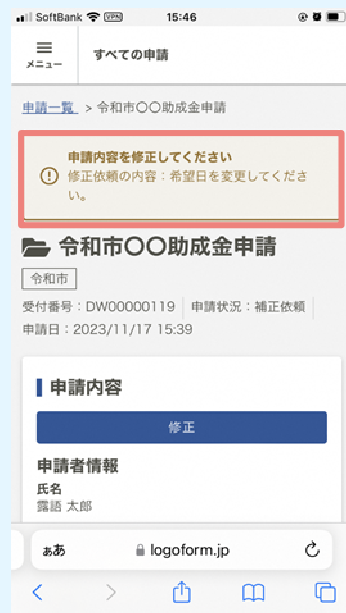 SoftBank VPN 15:46
メニュー すべての申請
申請一覧 > 令和市〇〇助成金申請
申請内容を修正してください
修正依頼の内容：希望日を変更してくださ
い。
令和市〇〇助成金申請
令和市
受付番号：DW00000119 申請状況：補正依頼
申請日：2023/11/17 15:39
申請内容
修正
申請者情報
氏名
露語 太郎
ぁあ logoform.jp